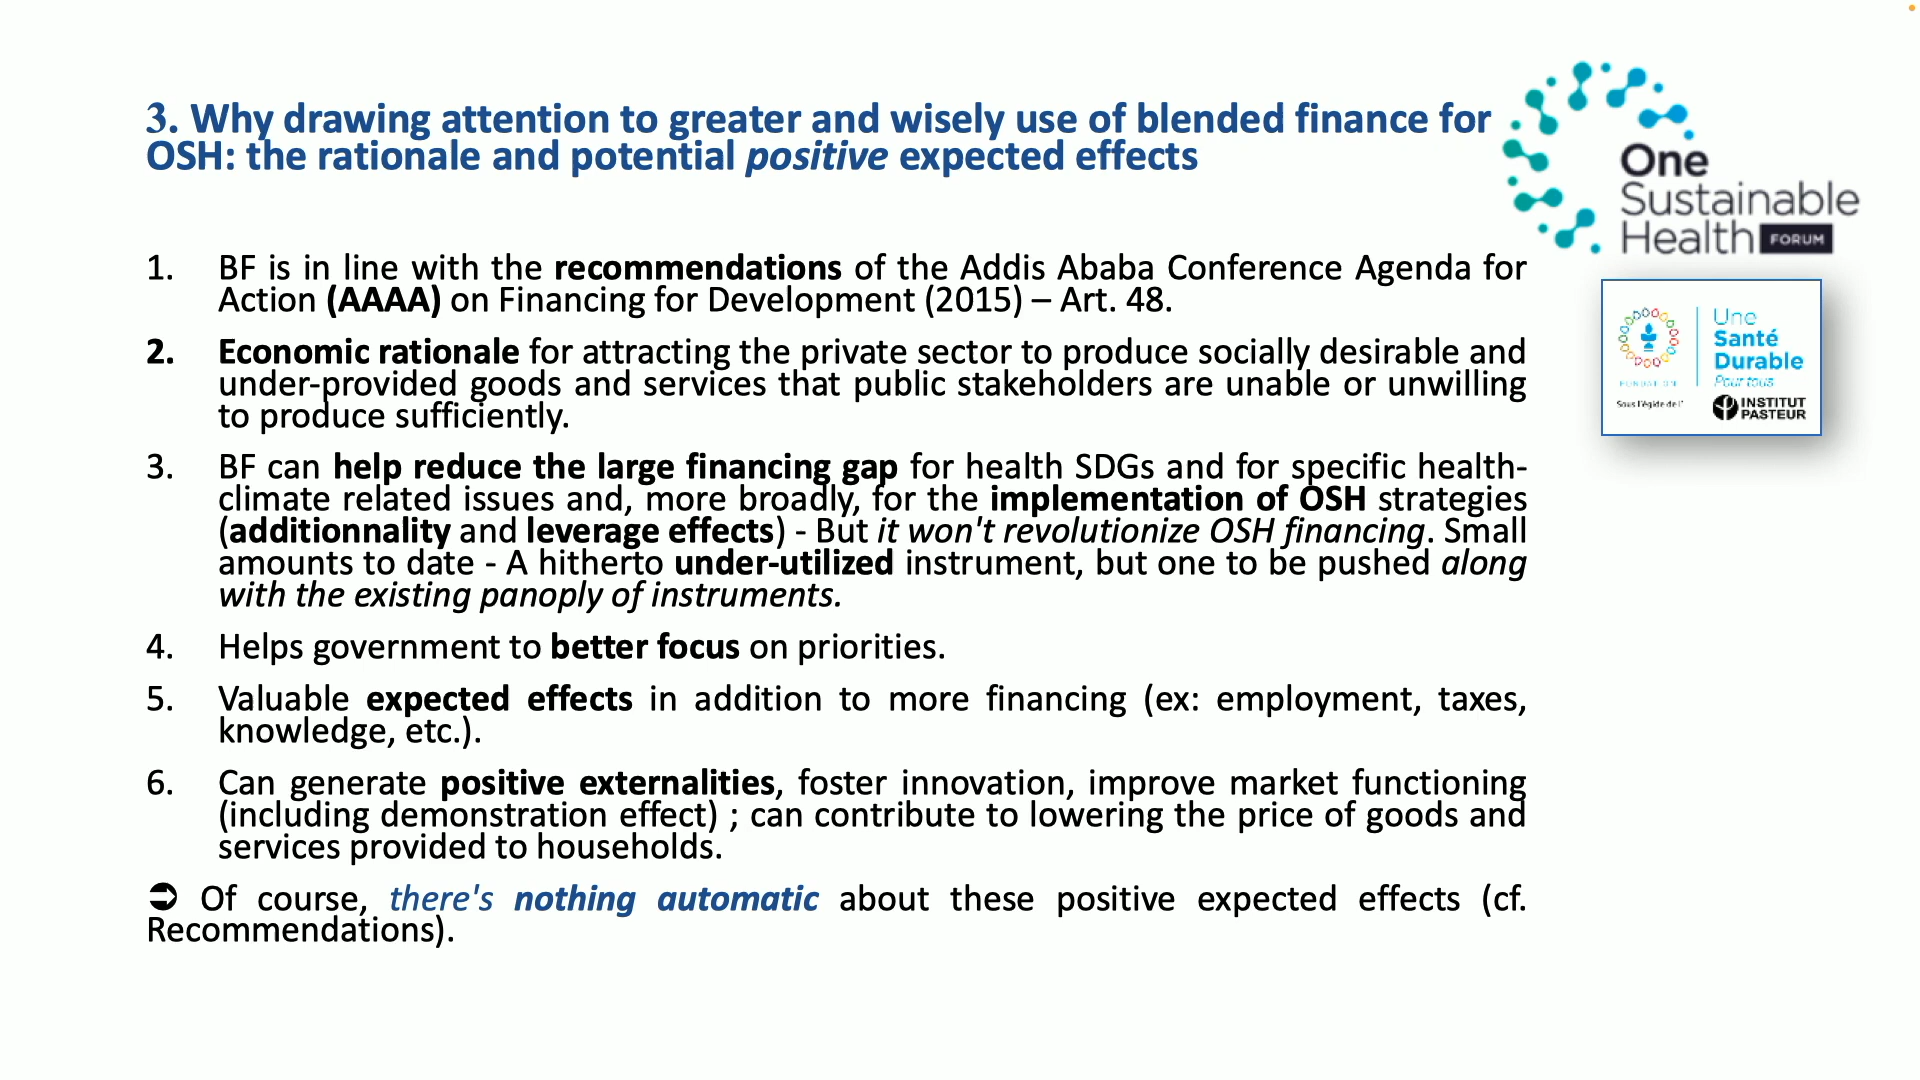 3. Why drawing attention to greater and wisely use of blended finance for
OSH: the rationale and potential positive expected effects
One
Sustainable
Health FORUM
1. BF is in line with the recommendations of the Addis Ababa Conference Agenda for
Action (AAAA) on Financing for Development (2015) – Art. 48.
2. Economic rationale for attracting the private sector to produce socially desirable and
under-provided goods and services that public stakeholders are unable or unwilling
to produce sufficiently.
3. BF can help reduce the large financing gap for health SDGs and for specific health-
climate related issues and, more broadly, for the implementation of OSH strategies
(additionnality and leverage effects) - But it won't revolutionize OSH financing. Small
amounts to date - A hitherto under-utilized instrument, but one to be pushed along
with the existing panoply of instruments.
4. Helps government to better focus on priorities.
5. Valuable expected effects in addition to more financing (ex: employment, taxes,
knowledge, etc.).
6. Can generate positive externalities, foster innovation, improve market functioning
(including demonstration effect) ; can contribute to lowering the price of goods and
services provided to households.
➲ Of course, there's nothing automatic about these positive expected effects (cf.
Recommendations).
Une
Santé
Durable
Pour tous
FONDATION
Sous l'égide de l'
INSTITUT
PASTEUR